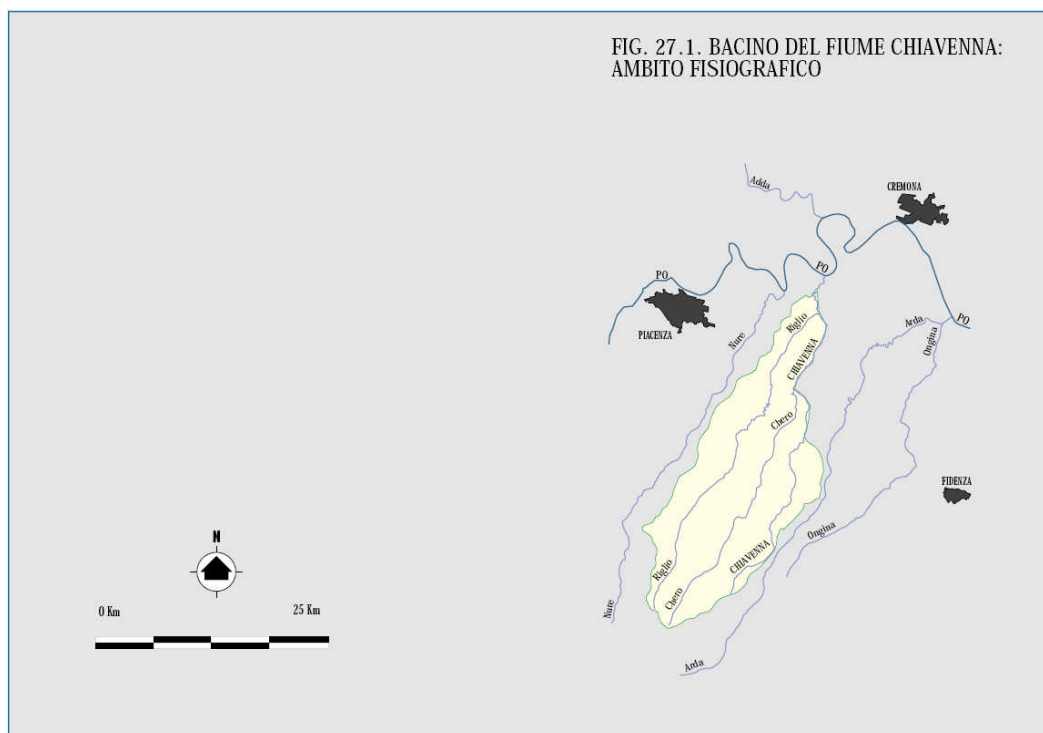 FIG. 27.1. BACINO DEL FIUME CHIAVENNA:
AMBITO FISIOGRAFICO
Adda
CREMONA
PO
PO
PIACENZA
Nure
Riglio
CHIAVENNA
Arda
Ongina
PO
Chero
FIDENZA
Ongina
CHIAVENNA
Riglio
Chero
Nure
Arda
N
0 Km
25 Km